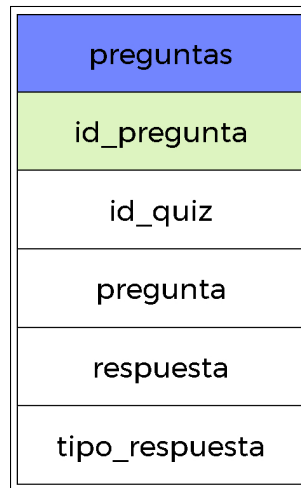 preguntas
id_pregunta
id_quiz
pregunta
respuesta
tipo_respuesta